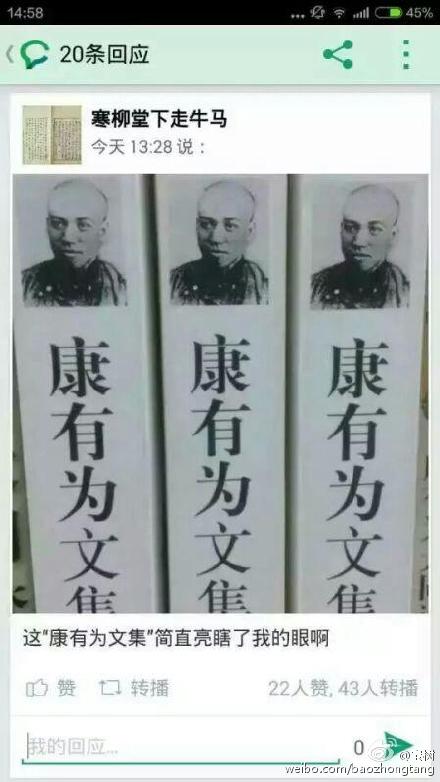 14:58
45%
20条回应
寒柳堂下走牛马
今天 13:28 说：
康有为文集
康有为文集
康有为文集
这“康有为文集”简直亮瞎了我的眼啊
赞
转播
22人赞, 43人转播
我的回应...
0
weibo.com/baozhongtang